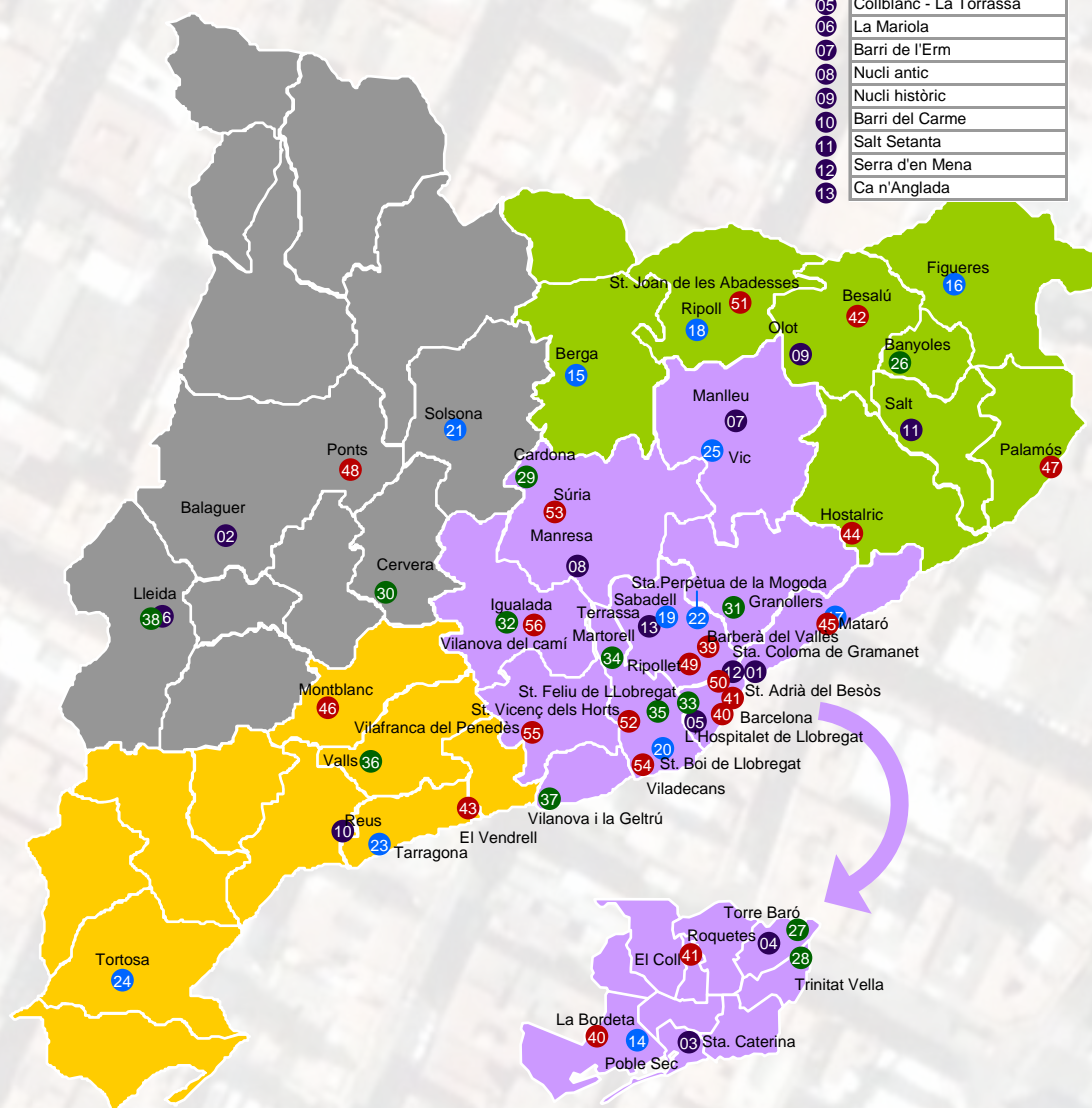 05 Collblanc - La Torrassa
06 La Mariola
07 Barri de l'Erm
08 Nucli antic
09 Nucli històric
10 Barri del Carme
11 Salt Setanta
12 Serra d'en Mena
13 Ca n'Anglada
Figueres
16
St. Joan de les Abadesses
51
Ripoll
18
Besalú
42
Olot
09
Banyoles
26
Berga
15
Manlleu
07
Salt
11
Solsona
21
25 Vic
Palamós
47
Ponts
48
Cardona
29
Súria
53
Balaguer
02
Hostalric
44
Manresa
08
Cervera
30
Sta.Perpètua de la Mogoda
Lleida
38 6
Sabadell
19
22
31 Granollers
Terrassa
13
Igualada
32 56
Vilanova del camí
45 Mataró
Martorell
34
Barberà del Valles
39
Ripollet 49
Sta. Coloma de Gramanet
12 01
50
Montblanc
46
St. Feliu de LLobregat
35 33
41 St. Adrià del Besòs
St. Vicenç dels Horts
52
40 Barcelona
05
L'Hospitalet de Llobregat
Vilafranca del Penedès
55
20
54 St. Boi de Llobregat
Viladecans
Valls 36
37
Vilanova i la Geltrú
43
El Vendrell
Reus
10
23 Tarragona
Torre Baró
27
Roquetes
04
El Coll 41
28
Trinitat Vella
Tortosa
24
La Bordeta
40
14
Poble Sec
03 Sta. Caterina